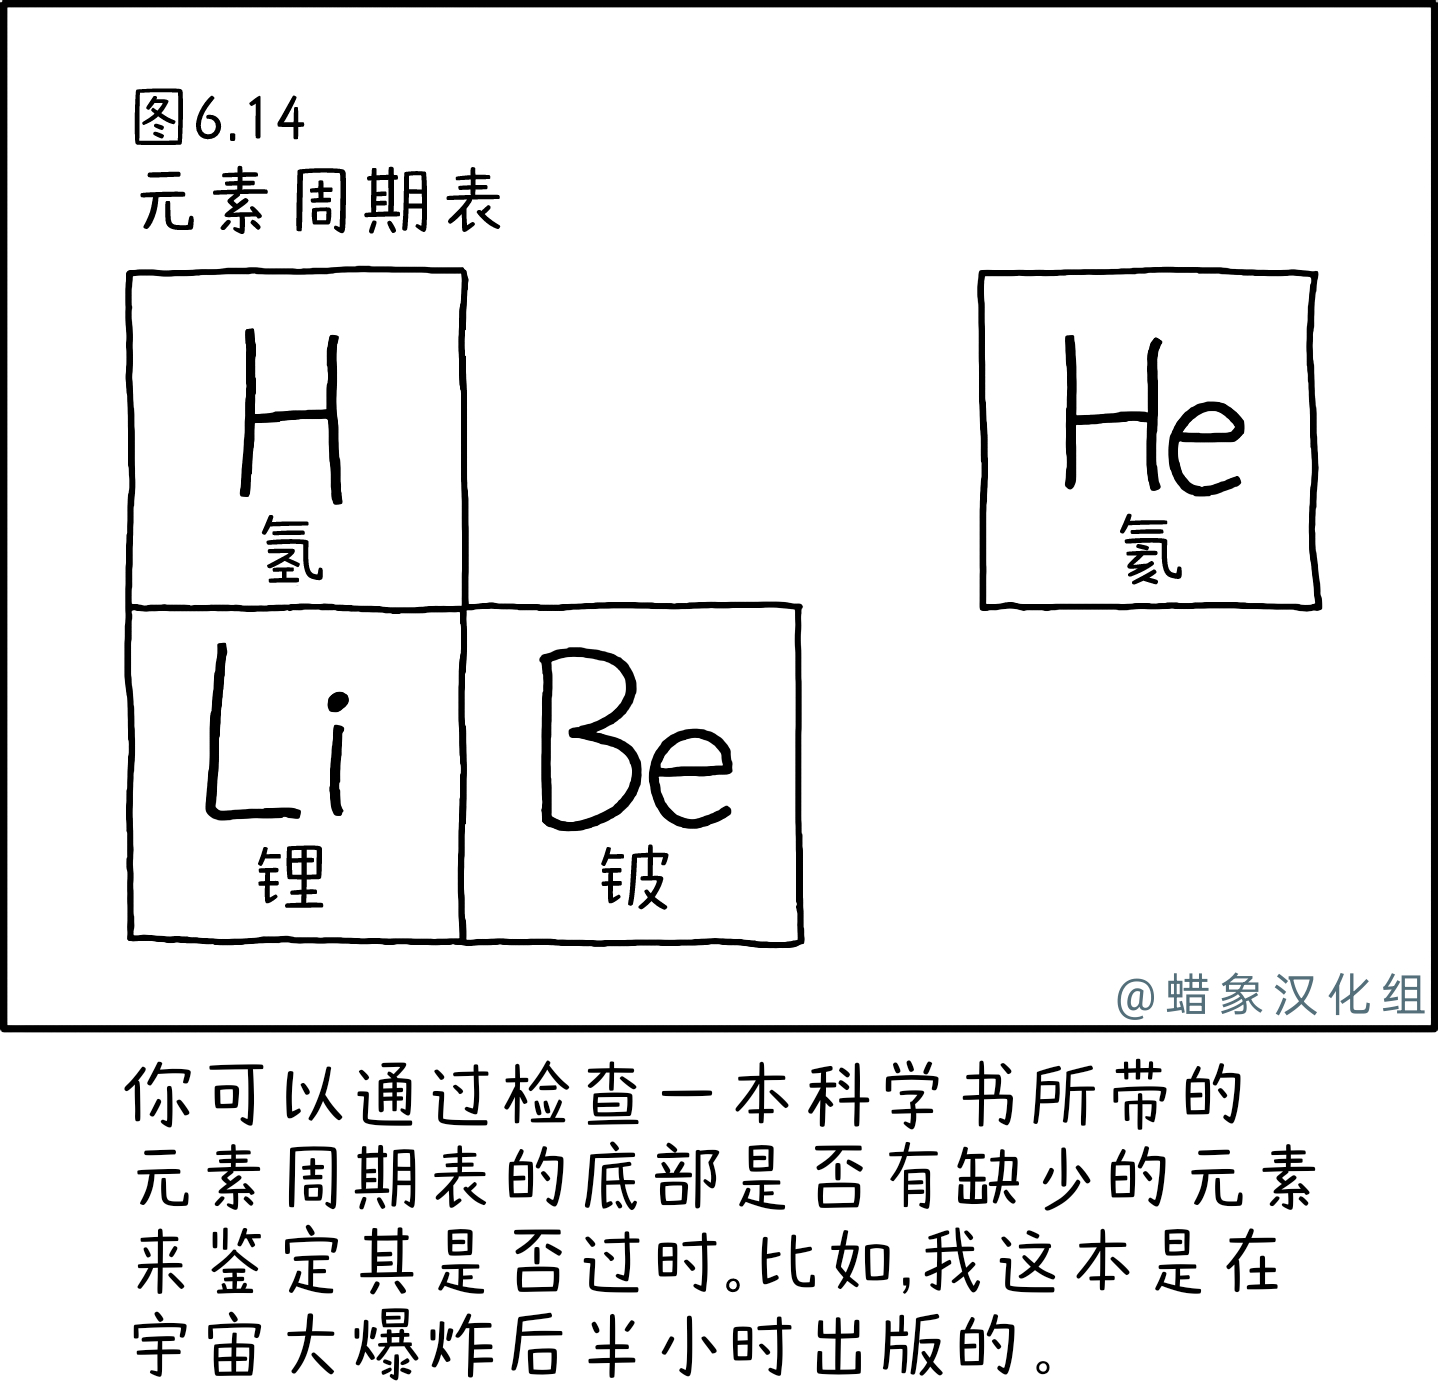 图6.14
元素周期表
H
氢
He
氦
Li
锂
Be
铍
@蜡象汉化组
你可以通过检查一本科学书所带的
元素周期表的底部是否有缺少的元素
来鉴定其是否过时。比如,我这本是在
宇宙大爆炸后半小时出版的。